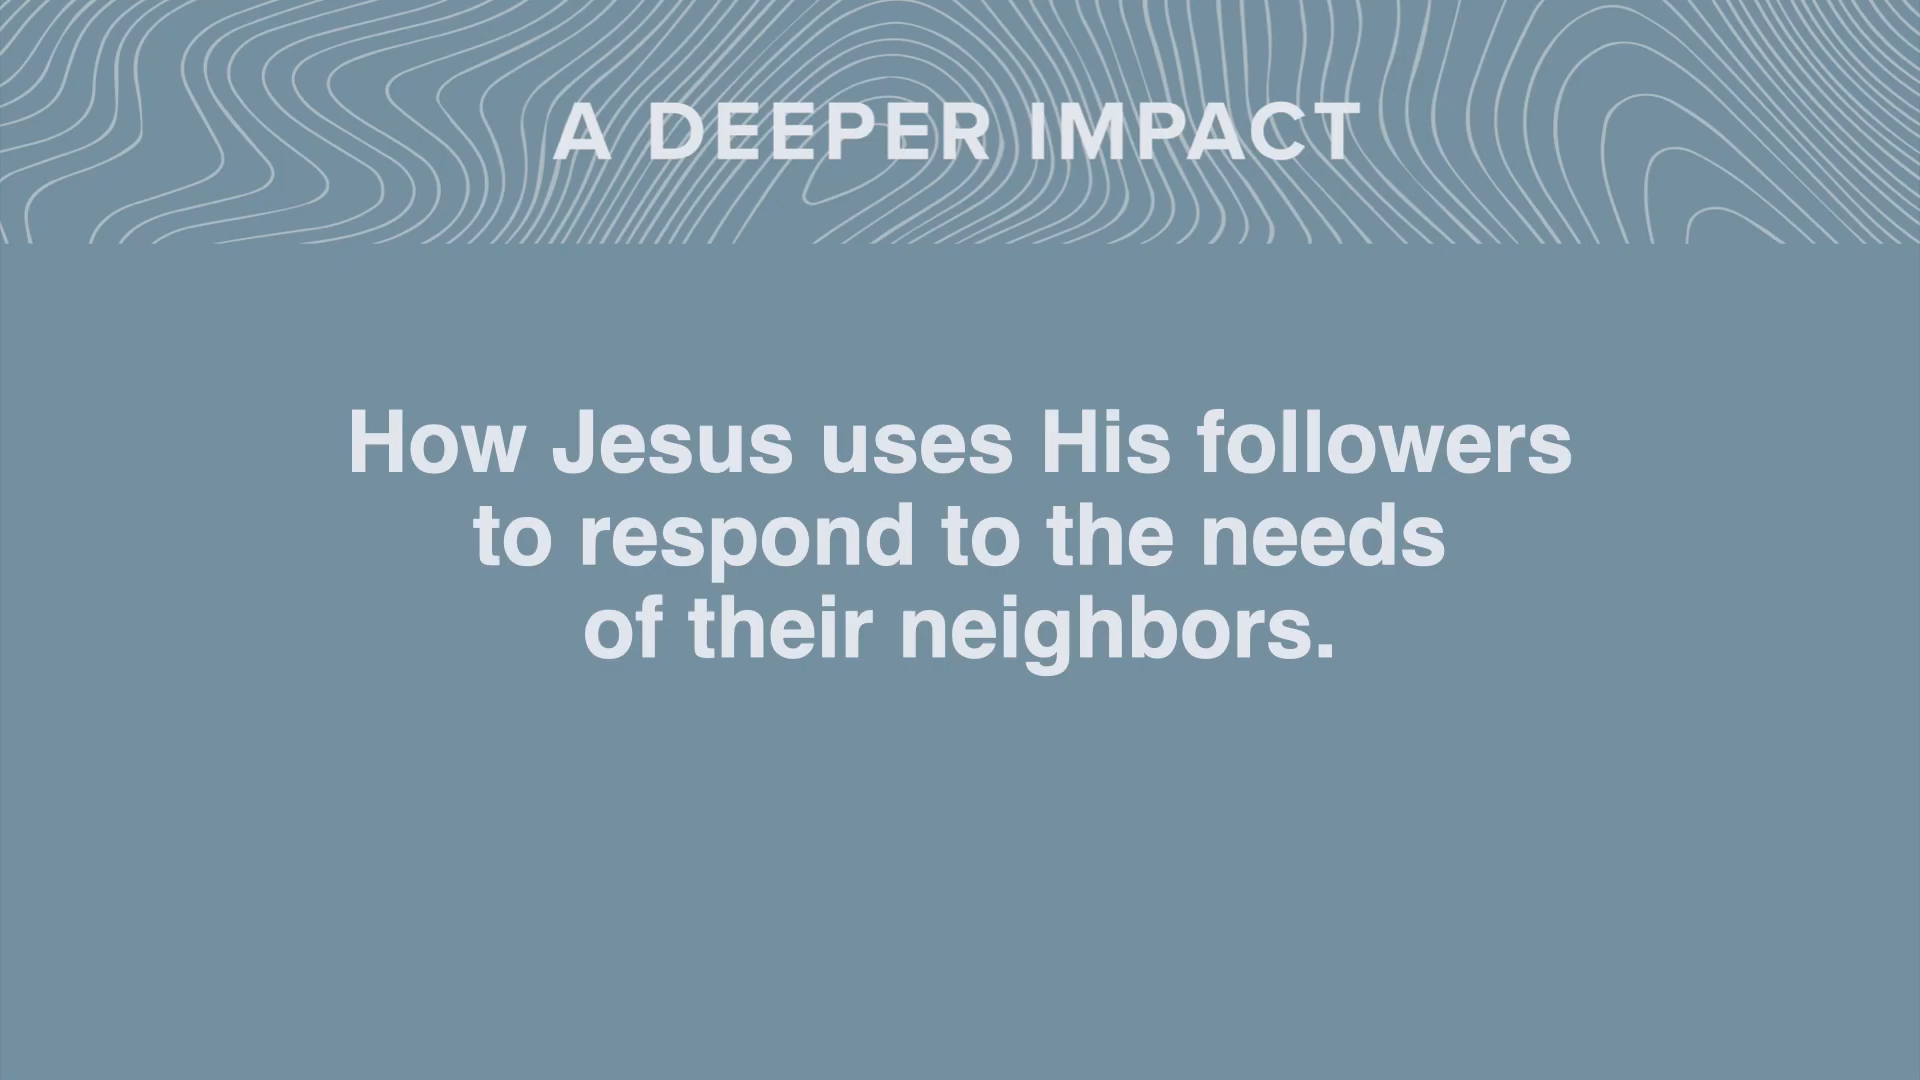 A DEEPER IMPACT
How Jesus uses His followers
to respond to the needs
of their neighbors.